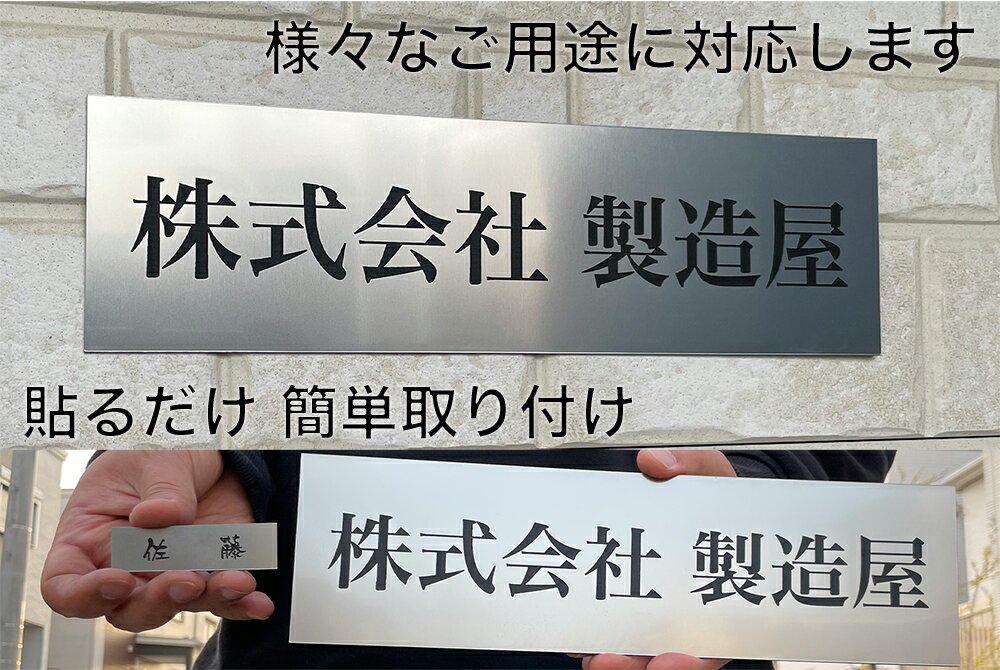 様々なご用途に対応します
株式会社 製造屋
貼るだけ 簡単取り付け
佐 藤
株式会社 製造屋